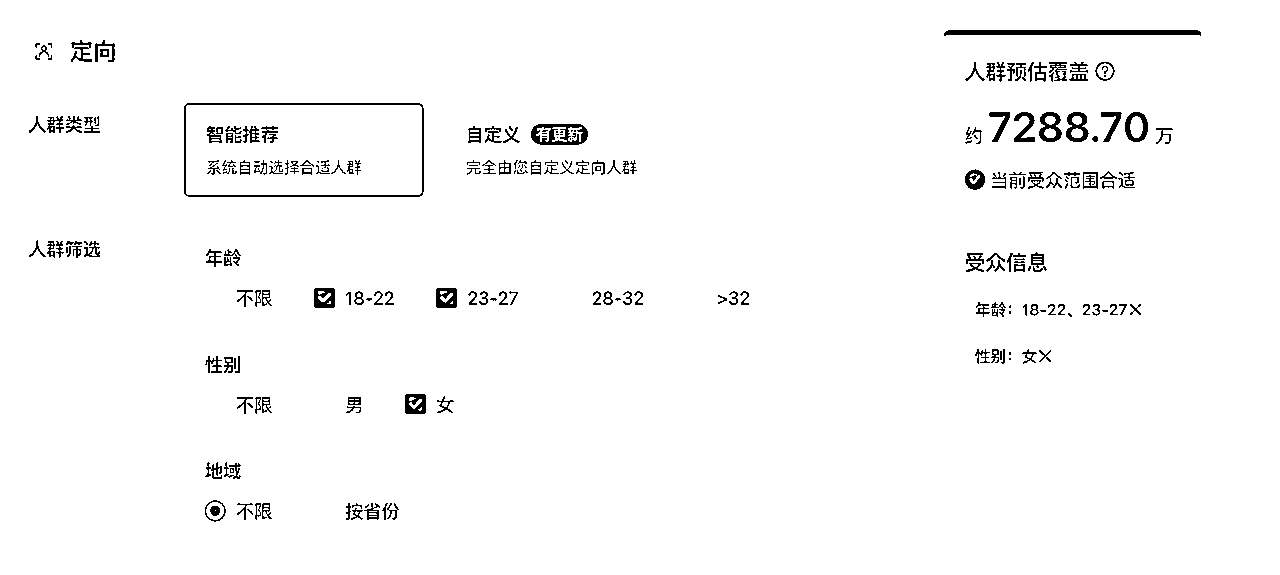 定向
人群类型
智能推荐
系统自动选择合适人群
自定义 有更新
完全由您自定义定向人群
人群筛选
年龄
不限 18-22 23-27 28-32 >32
性别
不限 男 女
地域
不限 按省份
人群预估覆盖
约 7288.70 万
当前受众范围合适
受众信息
年龄：18-22、23-27×
性别：女×